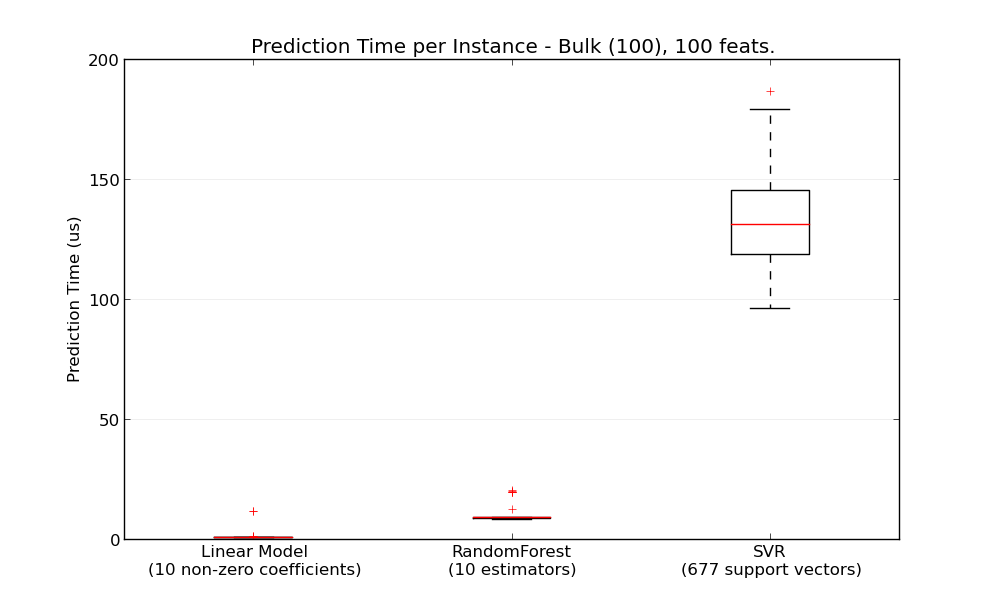 Prediction Time per Instance - Bulk (100), 100 feats.
200
150
100
50
0
Prediction Time (us)
Linear Model
(10 non-zero coefficients)
RandomForest
(10 estimators)
SVR
(677 support vectors)